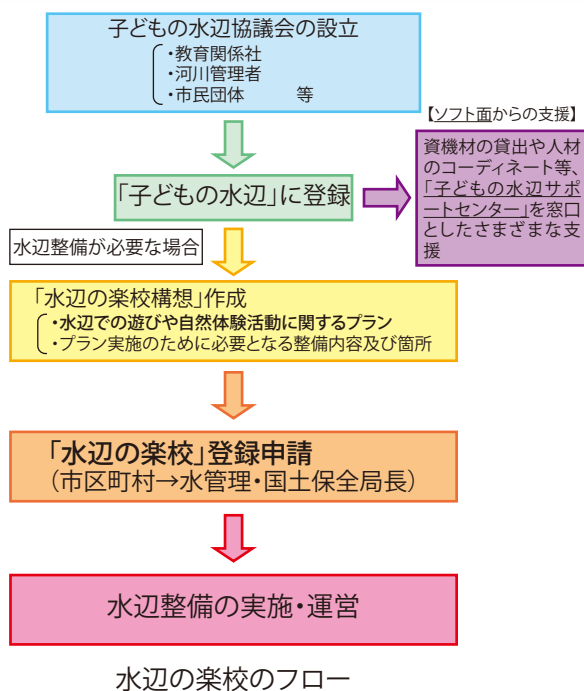 子どもの水辺協議会の設立
・教育関係社
・河川管理者
・市民団体　　等
【ソフト面からの支援】
「子どもの水辺」に登録
資機材の貸出や人材
のコーディネート等、
「子どもの水辺サポ
ートセンター」を窓口
としたさまざまな支
援
水辺整備が必要な場合
「水辺の楽校構想」作成
・水辺での遊びや自然体験活動に関するプラン
・プラン実施のために必要となる整備内容及び箇所
「水辺の楽校」登録申請
（市区町村→水管理・国土保全局長）
水辺整備の実施・運営
水辺の楽校のフロー